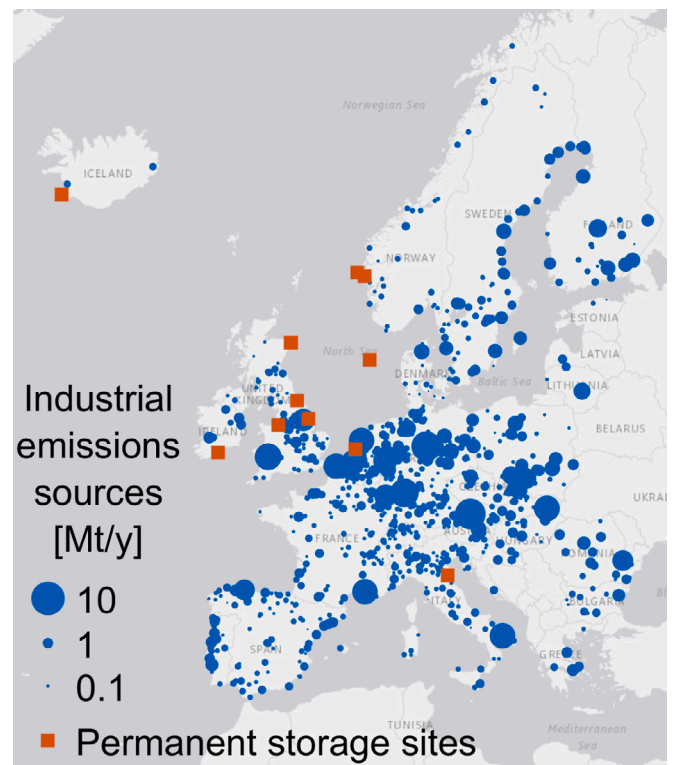 Norwegian Sea
ICELAND
SWEDEN
FINLAND
NORWAY
ESTONIA
North Sea
LATVIA
DENMARK
Baltic Sea
LITHUANIA
UNITED
KINGDOM
Industrial
emissions
sources
[Mt/y]
IRELAND
BELARUS
CZECHIA
UKRAI
FRANCE
AUSTRIA
HUNGARY
ROMANIA
10
ITALY
BULGARIA
1
SPAIN
GREECE
0.1
TUNISIA
Mediterranean
Sea
Permanent storage sites